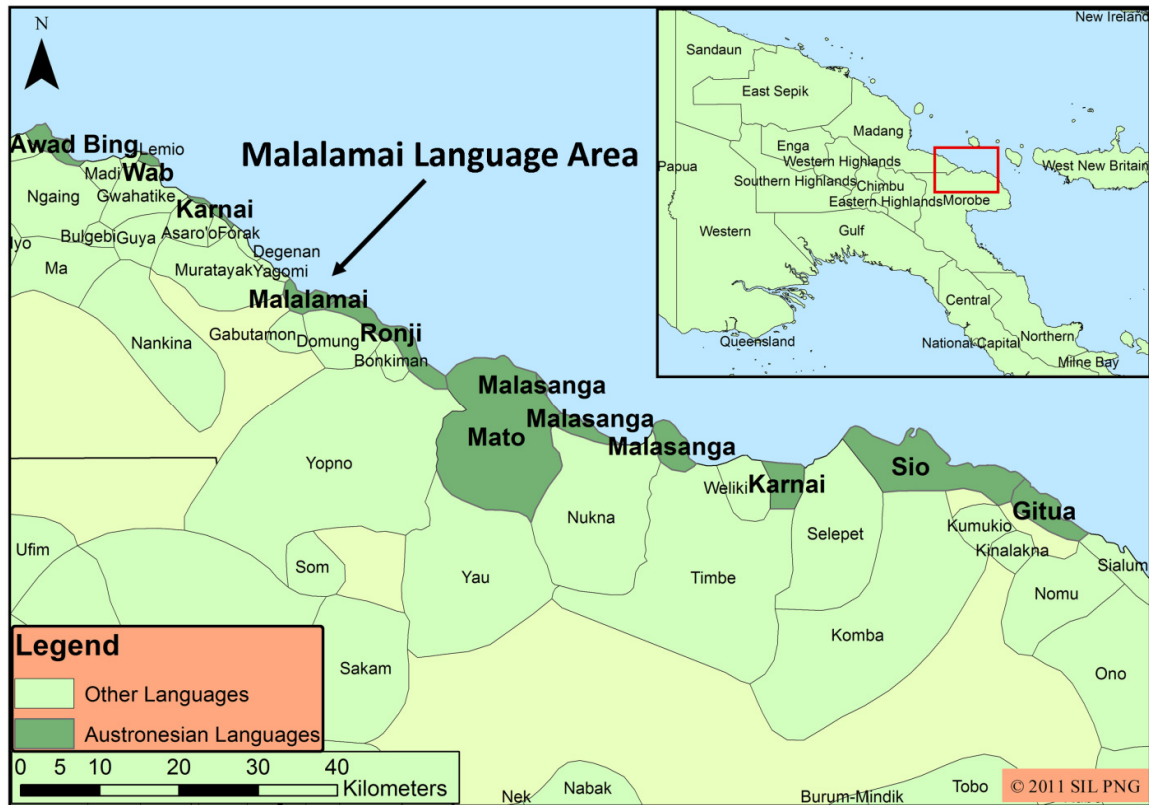 N
Awad Bing
Lemio
Madi
Wab
Ngaing
Gwahatike
Karnai
Iyo
Bulgebi
Guya
Asaro'o
Forak
Ma
Degenan
Muratayak
Yagomi
Malalamai Language Area
Malalamai
Gabutamon
Domung
Ronji
Bonkiman
Nankina
Malasanga
Malasanga
Malasanga
Mato
Yopno
Nukna
Weliki
Karnai
Sio
Selepet
Gitua
Kumukio
Kinalakna
Sialum
Ufim
Som
Yau
Timbe
Nomu
Komba
Sakam
Ono
Nek
Nabak
Burum-Mindik
Tobo
New Ireland
Sandaun
East Sepik
Madang
Enga
Western Highlands
West New Britain
Papua
Southern Highlands
Chimbu
Eastern Highlands
Morobe
Western
Gulf
Central
Northern
National Capital
Queensland
Milne Bay
Legend
Other Languages
Austronesian Languages
0 5 10 20 30 40
Kilometers
© 2011 SIL PNG